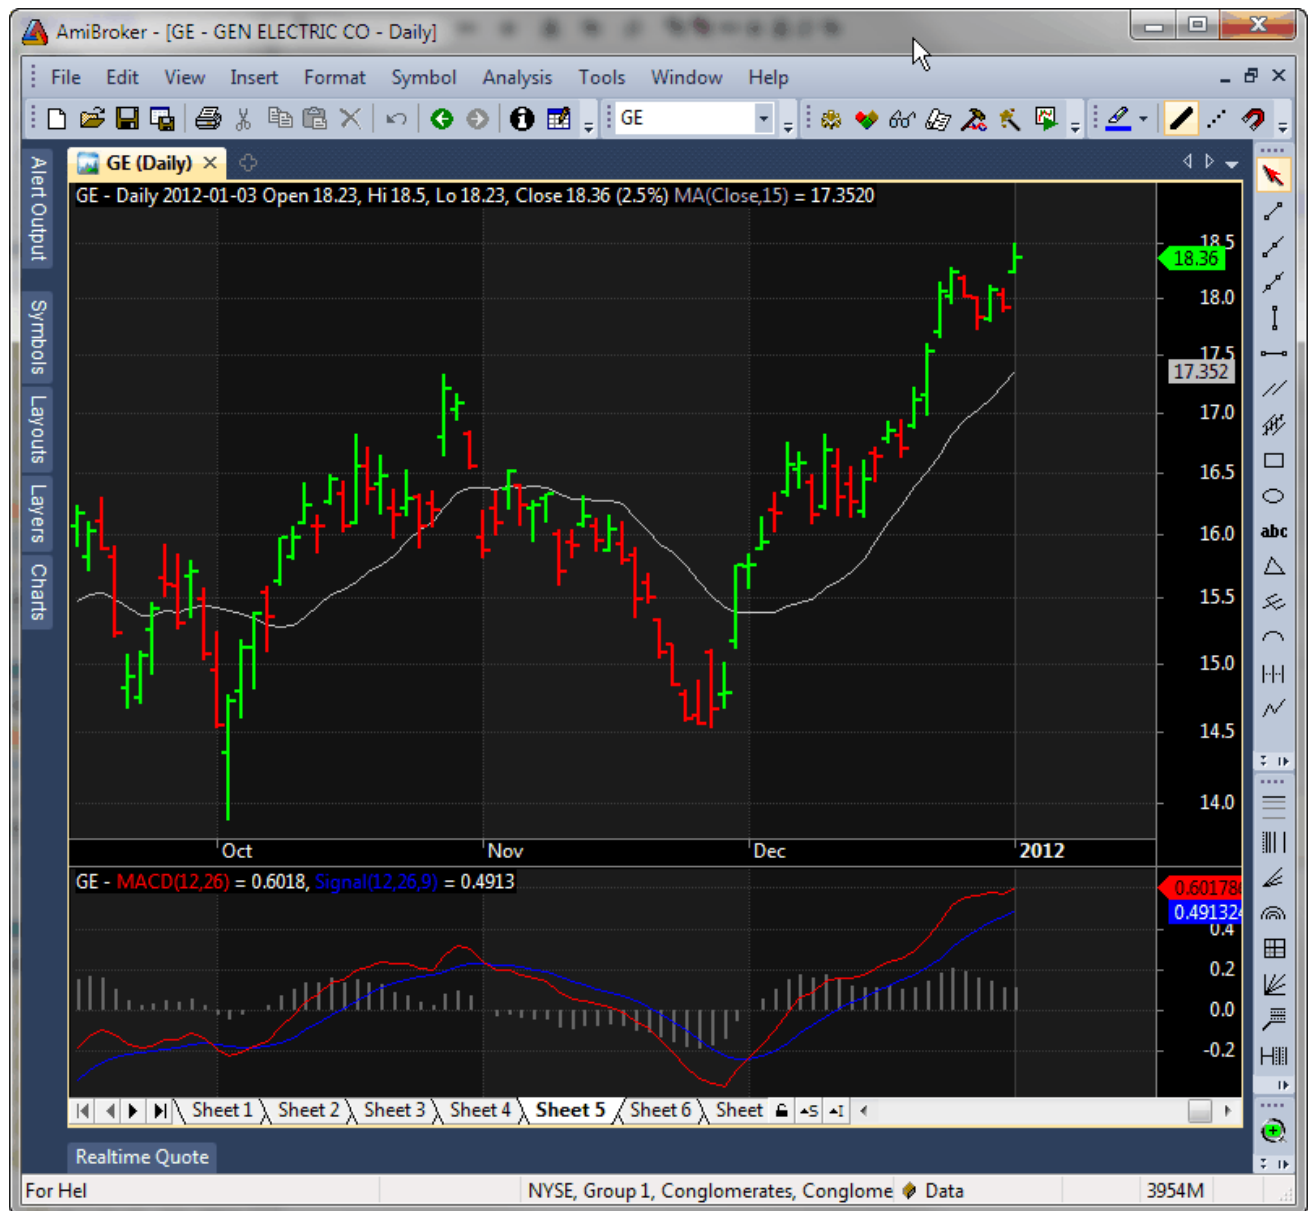 AmiBroker - [GE - GEN ELECTRIC CO - Daily]
File Edit View Insert Format Symbol Analysis Tools Window Help
GE
GE (Daily)
Alert Output
Symbols
Layouts
Layers
Charts
GE - Daily 2012-01-03 Open 18.23, Hi 18.5, Lo 18.23, Close 18.36 (2.5%) MA(Close,15) = 17.3520
18.5
18.36
18.0
17.5
17.352
17.0
16.5
16.0
15.5
15.0
14.5
14.0
abc
Oct Nov Dec 2012
GE - MACD(12,26) = 0.6018, Signal(12,26,9) = 0.4913
0.60178
0.49132
0.4
0.2
0.0
-0.2
Sheet 1 Sheet 2 Sheet 3 Sheet 4 Sheet 5 Sheet 6 Sheet S I
Realtime Quote
For Hel NYSE, Group 1, Conglomerates, Conglome Data 3954M